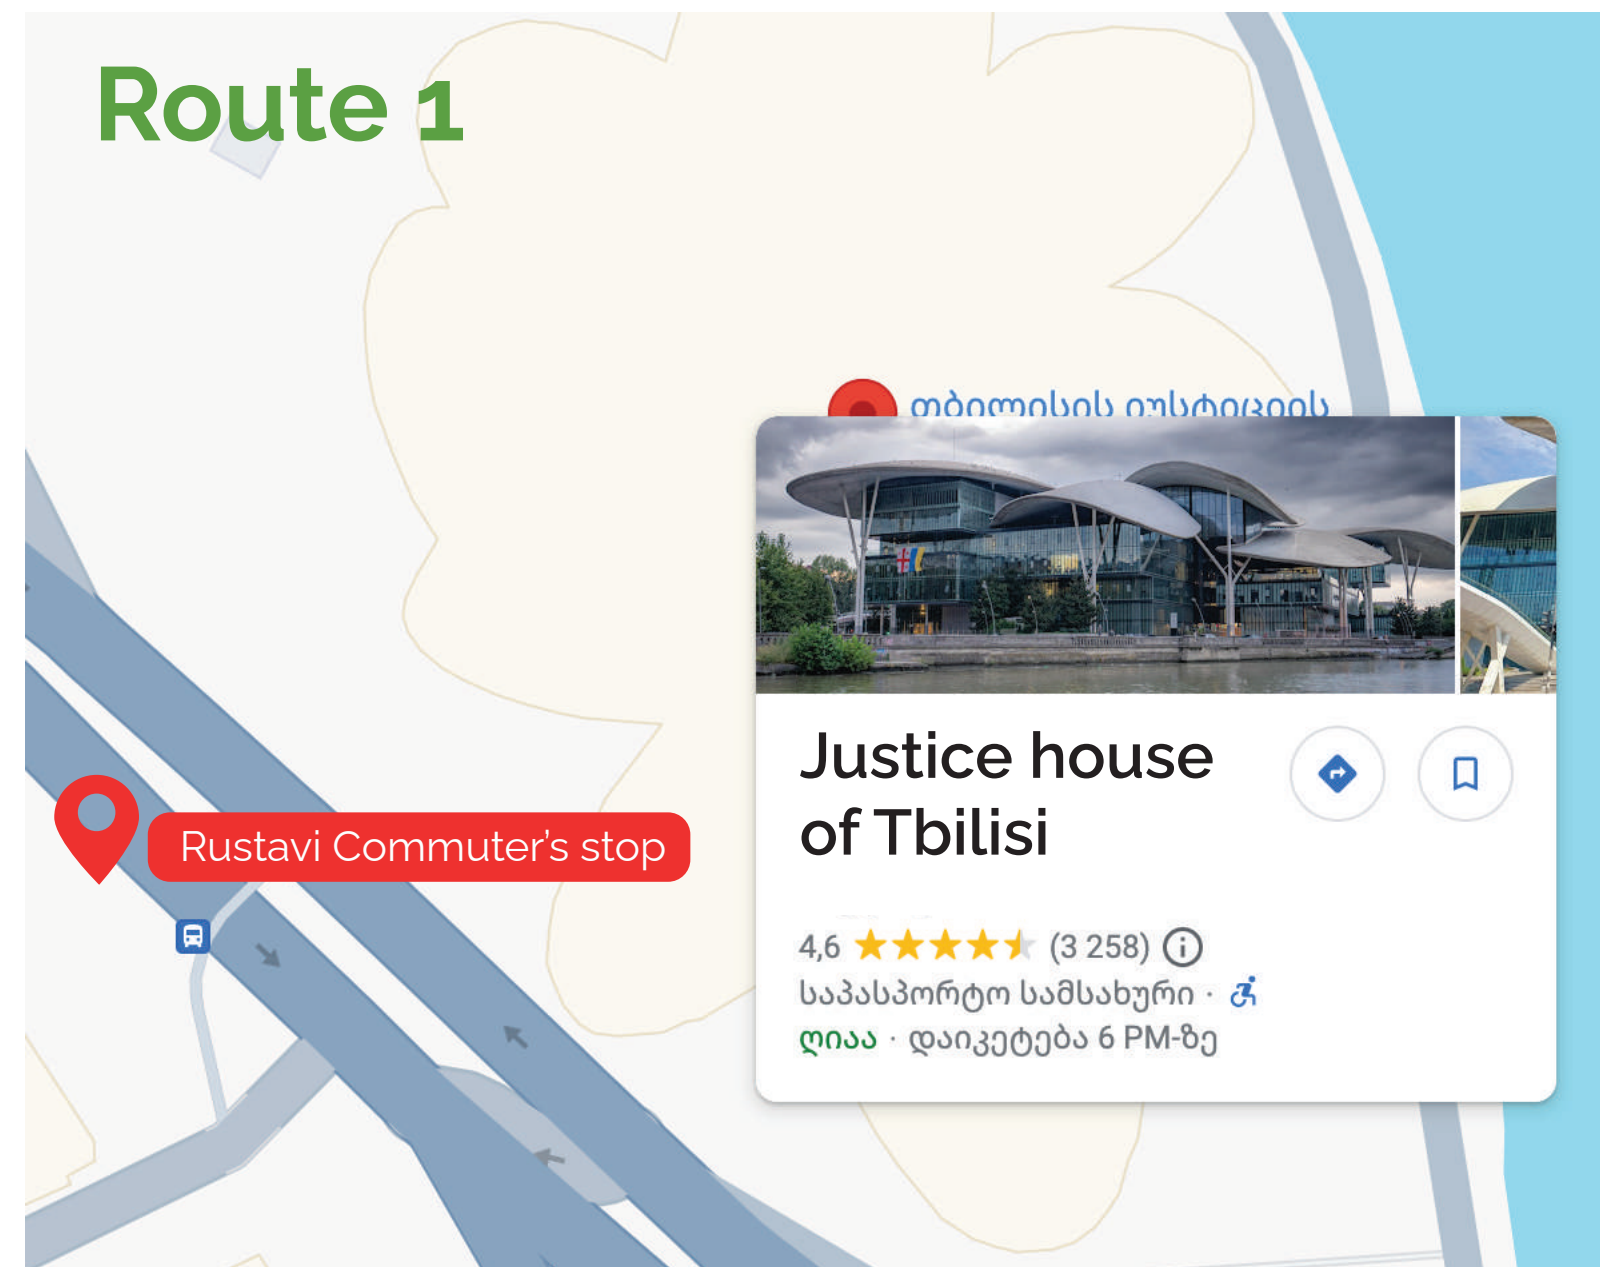 Route 1
თბილისის იუსტიციის
Justice house
of Tbilisi
Rustavi Commuter’s stop
4,6 (3 258)
საპასპორტო სამსახური ·
ღიაა · დაიკეტება 6 PM-ზე